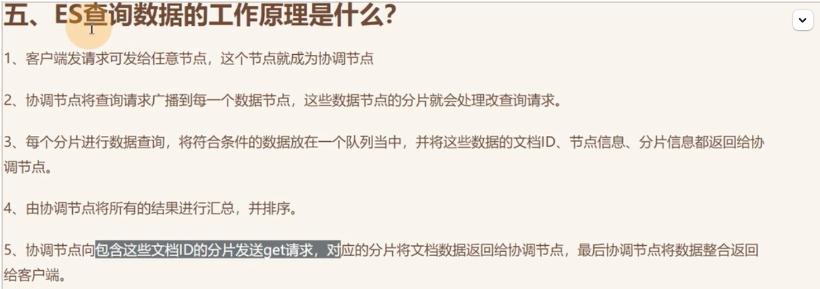 五、ES查询数据的工作原理是什么？
1、客户端发请求可发给任意节点，这个节点就成为协调节点
2、协调节点将查询请求广播到每一个数据节点，这些数据节点的分片就会处理改查询请求。
3、每个分片进行数据查询，将符合条件的数据放在一个队列当中，并将这些数据的文档ID、节点信息、分片信息都返回给协
调节点。
4、由协调节点将所有的结果进行汇总，并排序。
5、协调节点向包含这些文档ID的分片发送get请求，对应的分片将文档数据返回给协调节点，最后协调节点将数据整合返回
给客户端。